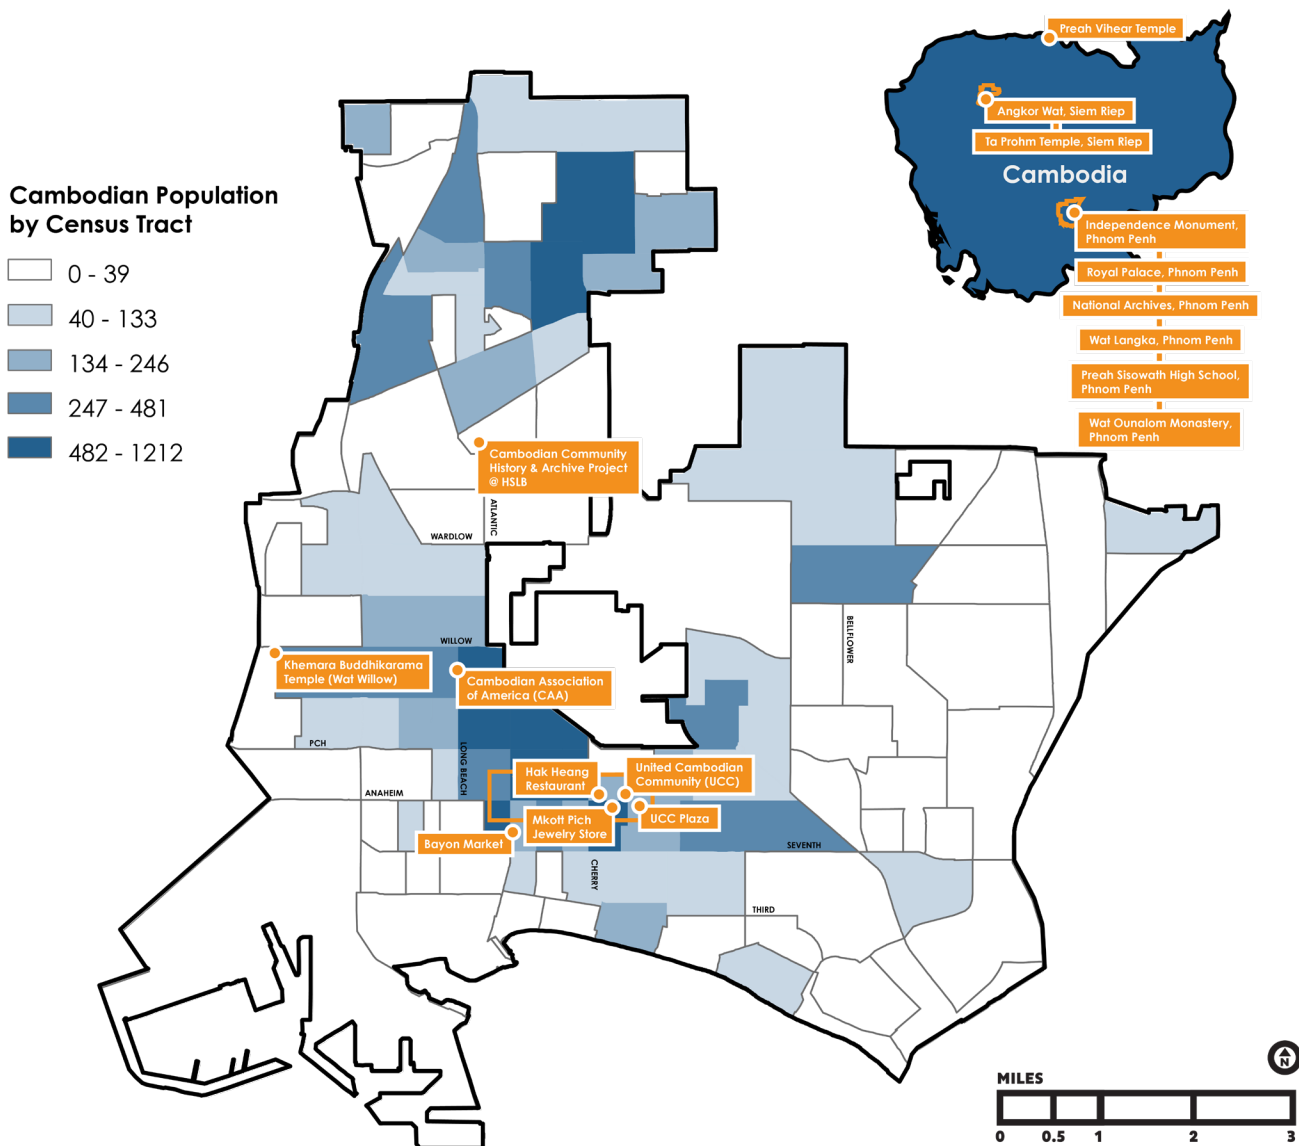 Cambodian Population
by Census Tract
0 - 39
40 - 133
134 - 246
247 - 481
482 - 1212
Preah Vihear Temple
Angkor Wat, Siem Riep
Ta Prohm Temple, Siem Riep
Cambodia
Independence Monument,
Phnom Penh
Royal Palace, Phnom Penh
National Archives, Phnom Penh
Wat Langka, Phnom Penh
Preah Sisowath High School,
Phnom Penh
Wat Ounalom Monastery,
Phnom Penh
Cambodian Community
History & Archive Project
@ HSLB
ATLANTIC
WARDLOW
WILLOW
BELLFLOWER
Khemara Buddhikarama
Temple (Wat Willow)
Cambodian Association
of America (CAA)
PCH
LONG BEACH
ANAHEIM
Hak Heang
Restaurant
United Cambodian
Community (UCC)
Mkott Pich
Jewelry Store
UCC Plaza
Bayon Market
SEVENTH
CHERRY
THIRD
N
MILES
0 0.5 1 2 3